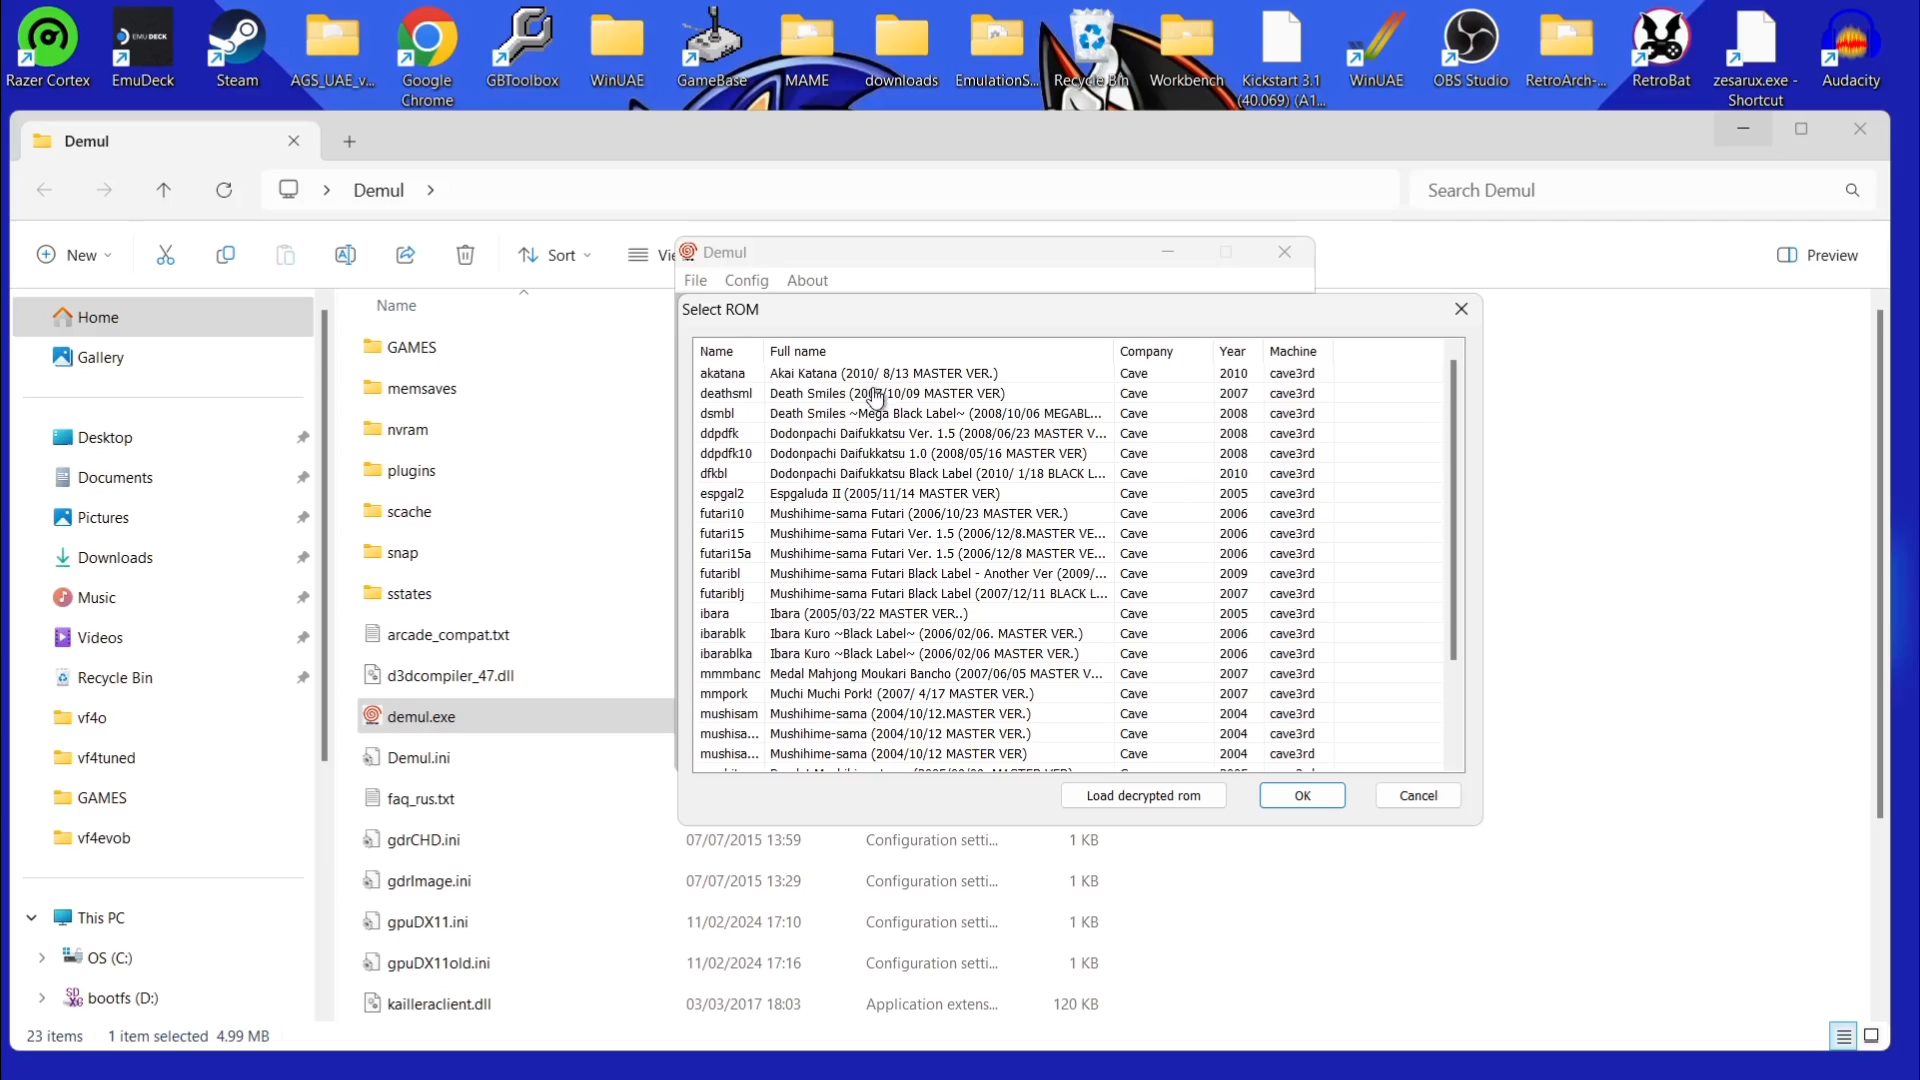 Razer Cortex
EmuDeck
Steam
AGS_UAE_v...
Google
Chrome
GBToolbox
WinUAE
GameBase
MAME
downloads
EmulationS...
Recycle Bin
Workbench
Kickstart 3.1
(40.069) (A1...
WinUAE
OBS Studio
RetroArch-...
RetroBat
zesarux.exe -
Shortcut
Audacity
Demul
Demul
Search Demul
New
Sort
Vi
Preview
Demul
File Config About
Select ROM
Name Full name Company Year Machine
akatana Akai Katana (2010/ 8/13 MASTER VER.) Cave 2010 cave3rd
deathsml Death Smiles (2007/10/09 MASTER VER) Cave 2007 cave3rd
dsmbl Death Smiles ~Mega Black Label~ (2008/10/06 MEGABL... Cave 2008 cave3rd
ddpdfk Dodonpachi Daifukkatsu Ver. 1.5 (2008/06/23 MASTER V... Cave 2008 cave3rd
ddpdfk10 Dodonpachi Daifukkatsu 1.0 (2008/05/16 MASTER VER) Cave 2008 cave3rd
dfkbl Dodonpachi Daifukkatsu Black Label (2010/ 1/18 BLACK L... Cave 2010 cave3rd
espgal2 Espgaluda II (2005/11/14 MASTER VER) Cave 2005 cave3rd
futari10 Mushihime-sama Futari (2006/10/23 MASTER VER.) Cave 2006 cave3rd
futari15 Mushihime-sama Futari Ver. 1.5 (2006/12/8.MASTER VE... Cave 2006 cave3rd
futari15a Mushihime-sama Futari Ver. 1.5 (2006/12/8 MASTER VE... Cave 2006 cave3rd
futaribl Mushihime-sama Futari Black Label - Another Ver (2009/... Cave 2009 cave3rd
futariblj Mushihime-sama Futari Black Label (2007/12/11 BLACK L... Cave 2007 cave3rd
ibara Ibara (2005/03/22 MASTER VER..) Cave 2005 cave3rd
ibarablk Ibara Kuro ~Black Label~ (2006/02/06. MASTER VER.) Cave 2006 cave3rd
ibarablka Ibara Kuro ~Black Label~ (2006/02/06 MASTER VER.) Cave 2006 cave3rd
mmmbanc Medal Mahjong Moukari Bancho (2007/06/05 MASTER V... Cave 2007 cave3rd
mmpork Muchi Muchi Pork! (2007/ 4/17 MASTER VER.) Cave 2007 cave3rd
mushisam Mushihime-sama (2004/10/12.MASTER VER.) Cave 2004 cave3rd
mushisa... Mushihime-sama (2004/10/12 MASTER VER.) Cave 2004 cave3rd
mushisa... Mushihime-sama (2004/10/12 MASTER VER) Cave 2004 cave3rd
Load decrypted rom OK Cancel
Home
Gallery
Desktop
Documents
Pictures
Downloads
Music
Videos
Recycle Bin
vf4o
vf4tuned
GAMES
vf4evob
This PC
OS (C:)
bootfs (D:)
Name
GAMES
memsaves
nvram
plugins
scache
snap
sstates
arcade_compat.txt
d3dcompiler_47.dll
demul.exe
Demul.ini
faq_rus.txt
gdrCHD.ini 07/07/2015 13:59 Configuration setti... 1 KB
gdrImage.ini 07/07/2015 13:29 Configuration setti... 1 KB
gpuDX11.ini 11/02/2024 17:10 Configuration setti... 1 KB
gpuDX11old.ini 11/02/2024 17:16 Configuration setti... 1 KB
kailleraclient.dll 03/03/2017 18:03 Application extens... 120 KB
23 items 1 item selected 4.99 MB